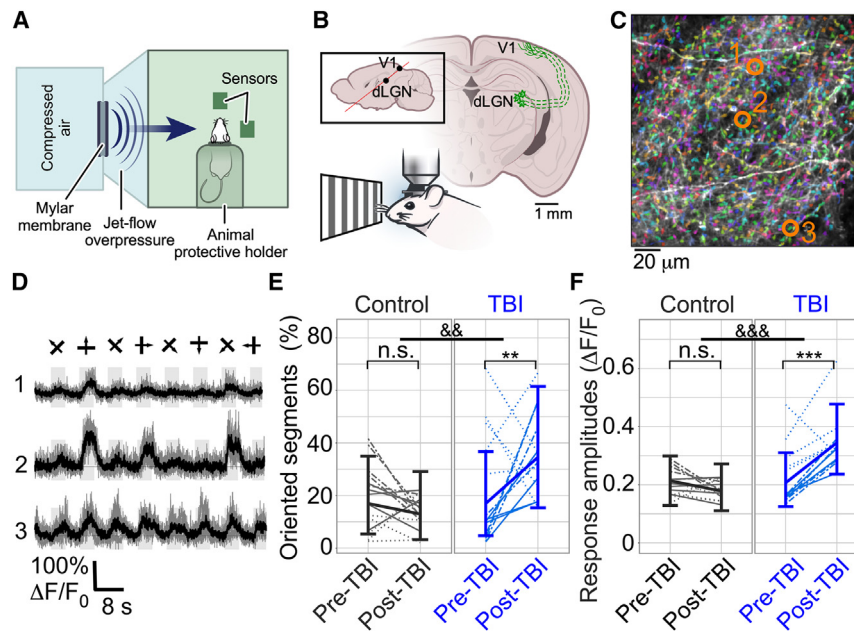 A
Compressed
air
Sensors
Mylar
membrane
Jet-flow
overpressure
Animal
protective holder
B
V1
dLGN
V1
dLGN
1 mm
C
1
2
3
20 μm
D
1
2
3
100%
ΔF/F0
8 s
E
Control
TBI
&&
n.s.
**
Oriented segments (%)
80
60
40
20
0
Pre-TBI
Post-TBI
Pre-TBI
Post-TBI
F
Control
TBI
&&&
n.s.
***
Response amplitudes (ΔF/F0)
0.6
0.4
0.2
0
Pre-TBI
Post-TBI
Pre-TBI
Post-TBI